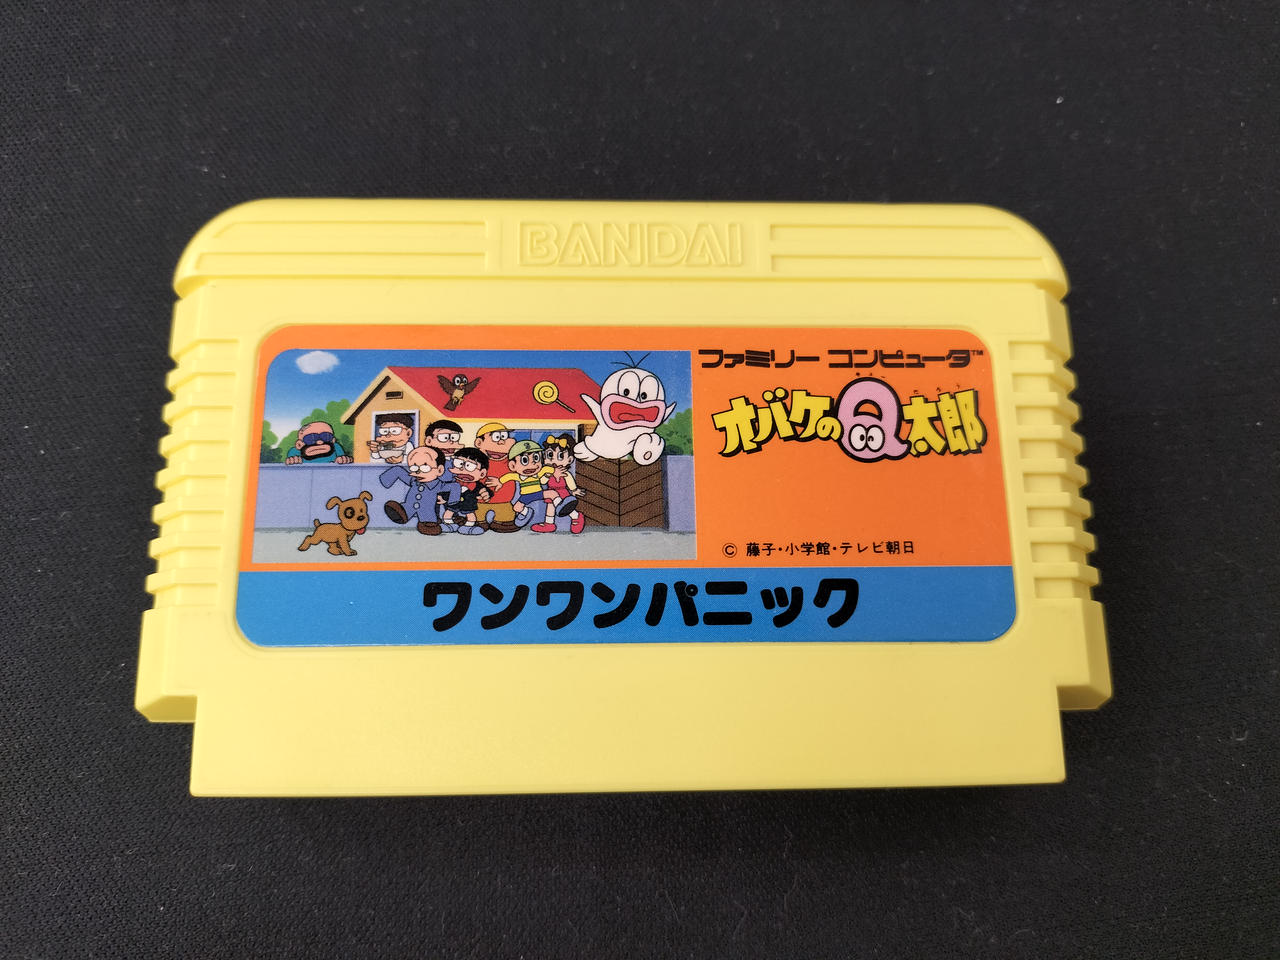 BANDAI
ファミリー コンピュータ™
オバケのQ太郎
© 藤子・小学館・テレビ朝日
ワンワンパニック